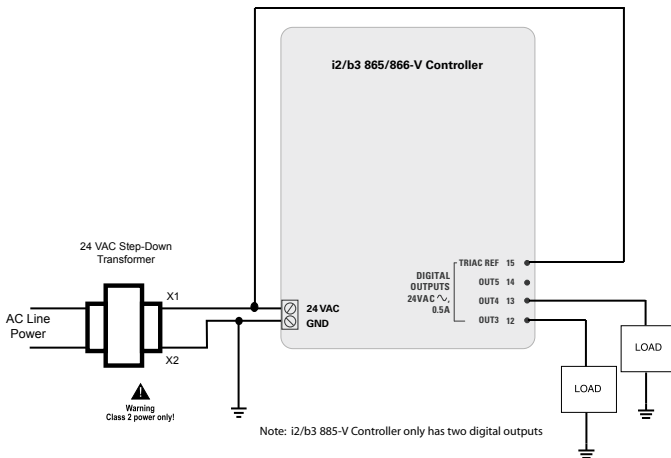 i2/b3 865/866-V Controller
24 VAC Step-Down
Transformer
X1
AC Line
Power
X2
Warning
Class 2 power only!
24 VAC
GND
DIGITAL
OUTPUTS
24VAC ∿,
0.5A
TRIAC REF 15
OUT5 14
OUT4 13
OUT3 12
LOAD
LOAD
Note: i2/b3 885-V Controller only has two digital outputs